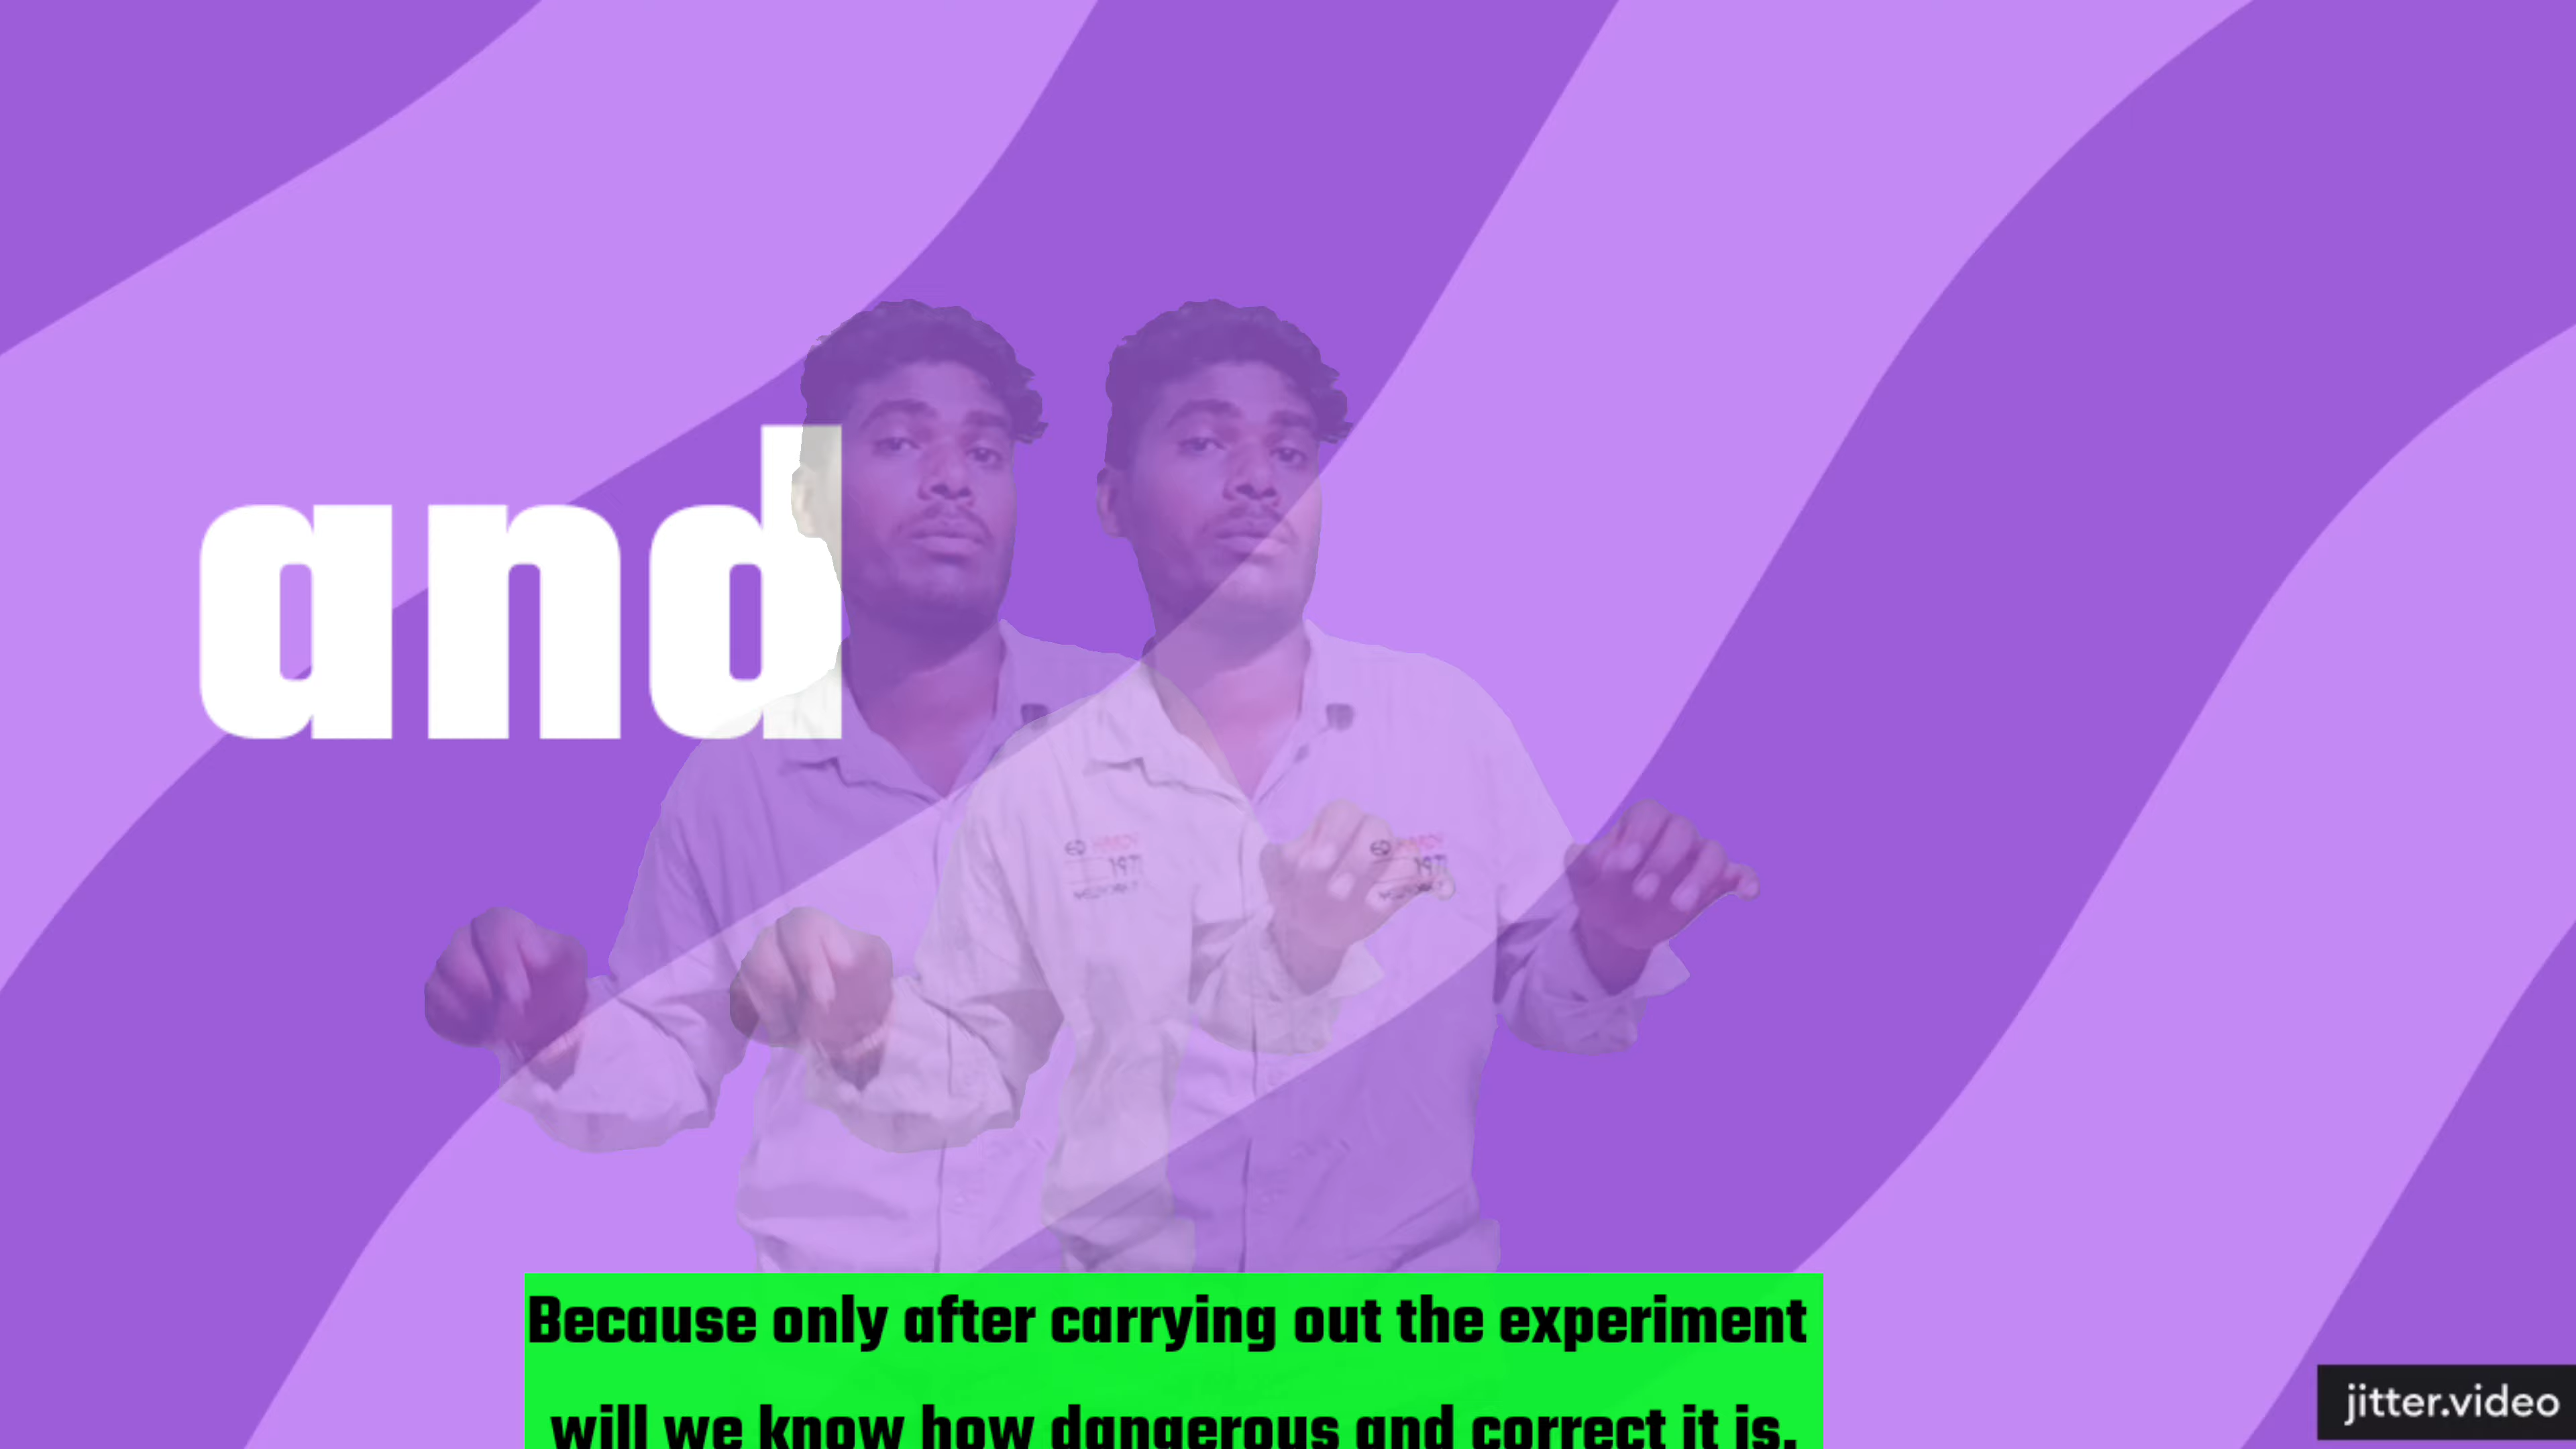 and
Because only after carrying out the experiment
will we know how dangerous and correct it is.
jitter.video